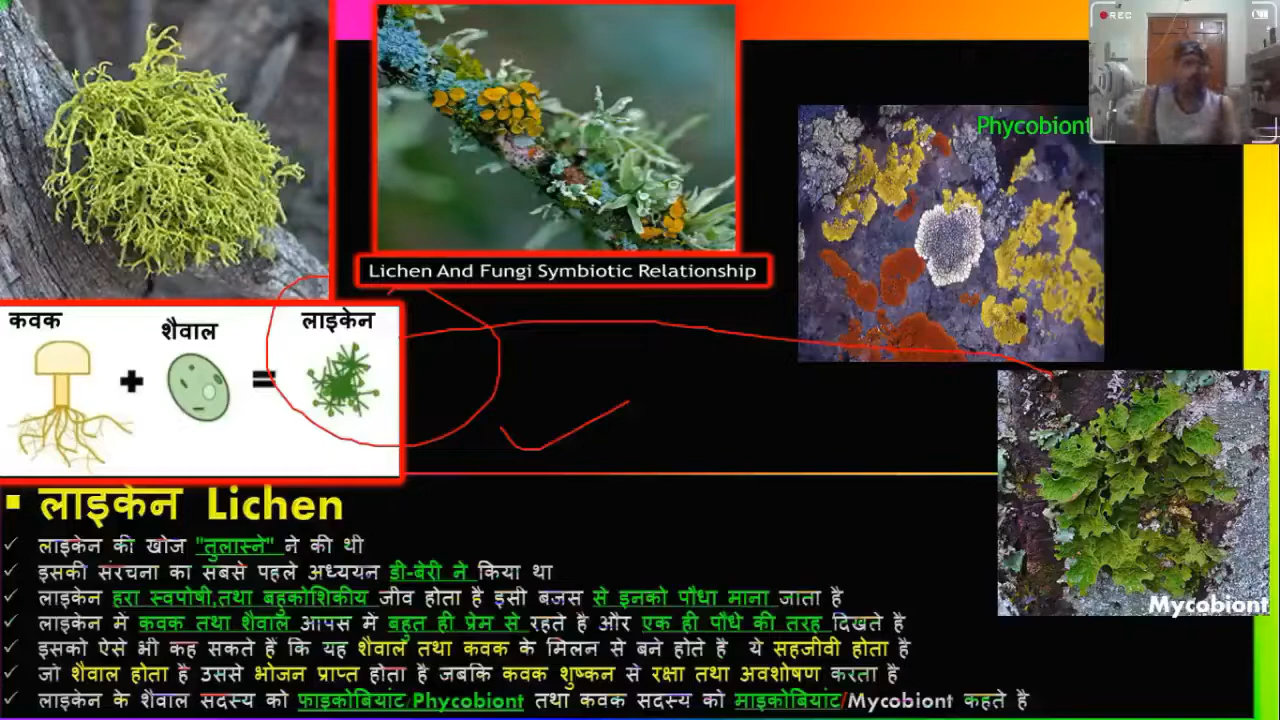 REC
Phycobiont
Lichen And Fungi Symbiotic Relationship
कवक
शैवाल
लाइकेन
+
=
Mycobiont
▪ लाइकेन Lichen
✓ लाइकेन की खोज "तुलास्ने" ने की थी
✓ इसकी संरचना का सबसे पहले अध्ययन डी-बेरी ने किया था
✓ लाइकेन हरा स्वपोषी,तथा बहुकोशिकीय जीव होता है इसी बजस से इनको पौधा माना जाता है
✓ लाइकेन में कवक तथा शैवाल आपस में बहुत ही प्रेम से रहते है और एक ही पौधे की तरह दिखते है
✓ इसको ऐसे भी कह सकते हैं कि यह शैवाल तथा कवक के मिलन से बने होते है ये सहजीवी होता है
✓ जो शैवाल होता है उससे भोजन प्राप्त होता है जबकि कवक शुष्कन से रक्षा तथा अवशोषण करता है
✓ लाइकेन के शैवाल सदस्य को फाइकोबियांट/Phycobiont तथा कवक सदस्य को माइकोबियांट/Mycobiont कहते है